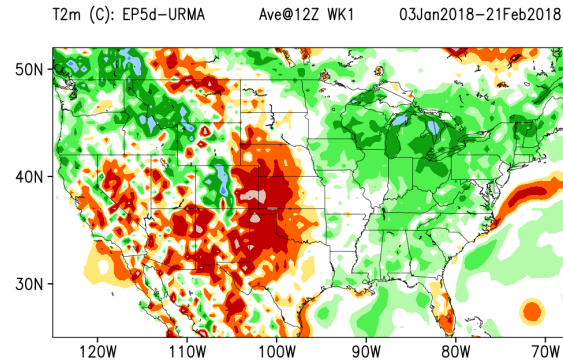 T2m (C): EP5d-URMA Ave@12Z WK1 03Jan2018-21Feb2018
50N
40N
30N
120W 110W 100W 90W 80W 70W